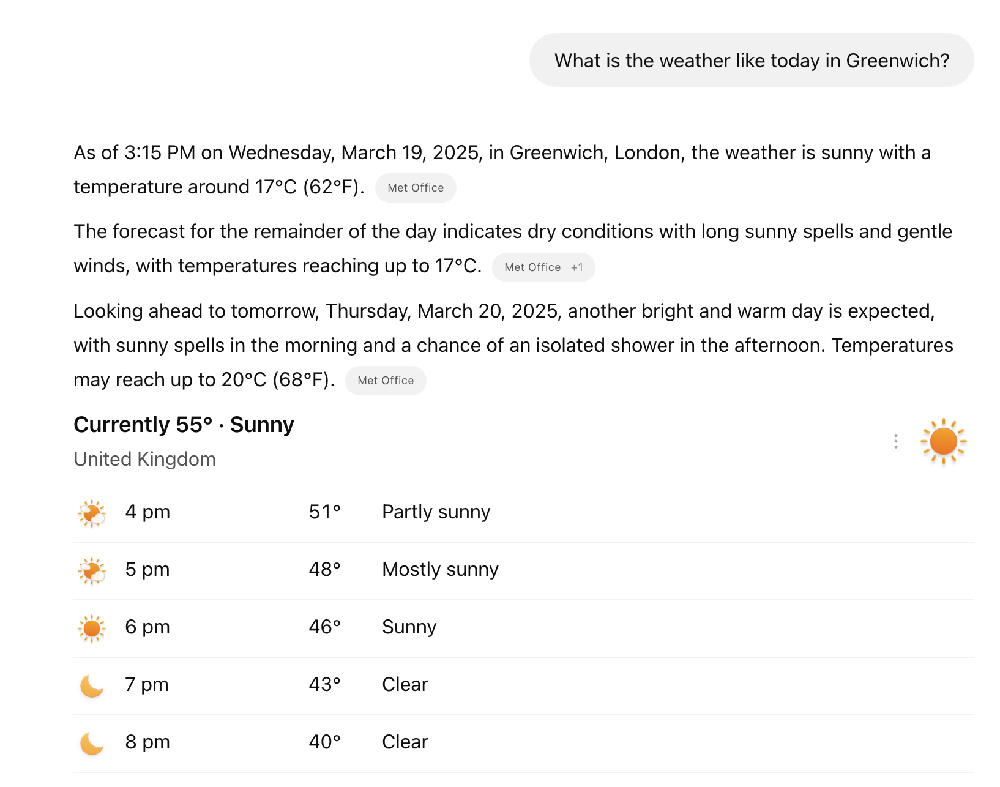 What is the weather like today in Greenwich?
As of 3:15 PM on Wednesday, March 19, 2025, in Greenwich, London, the weather is sunny with a
temperature around 17°C (62°F). Met Office
The forecast for the remainder of the day indicates dry conditions with long sunny spells and gentle
winds, with temperatures reaching up to 17°C. Met Office +1
Looking ahead to tomorrow, Thursday, March 20, 2025, another bright and warm day is expected,
with sunny spells in the morning and a chance of an isolated shower in the afternoon. Temperatures
may reach up to 20°C (68°F). Met Office
Currently 55° · Sunny
United Kingdom
4 pm 51° Partly sunny
5 pm 48° Mostly sunny
6 pm 46° Sunny
7 pm 43° Clear
8 pm 40° Clear